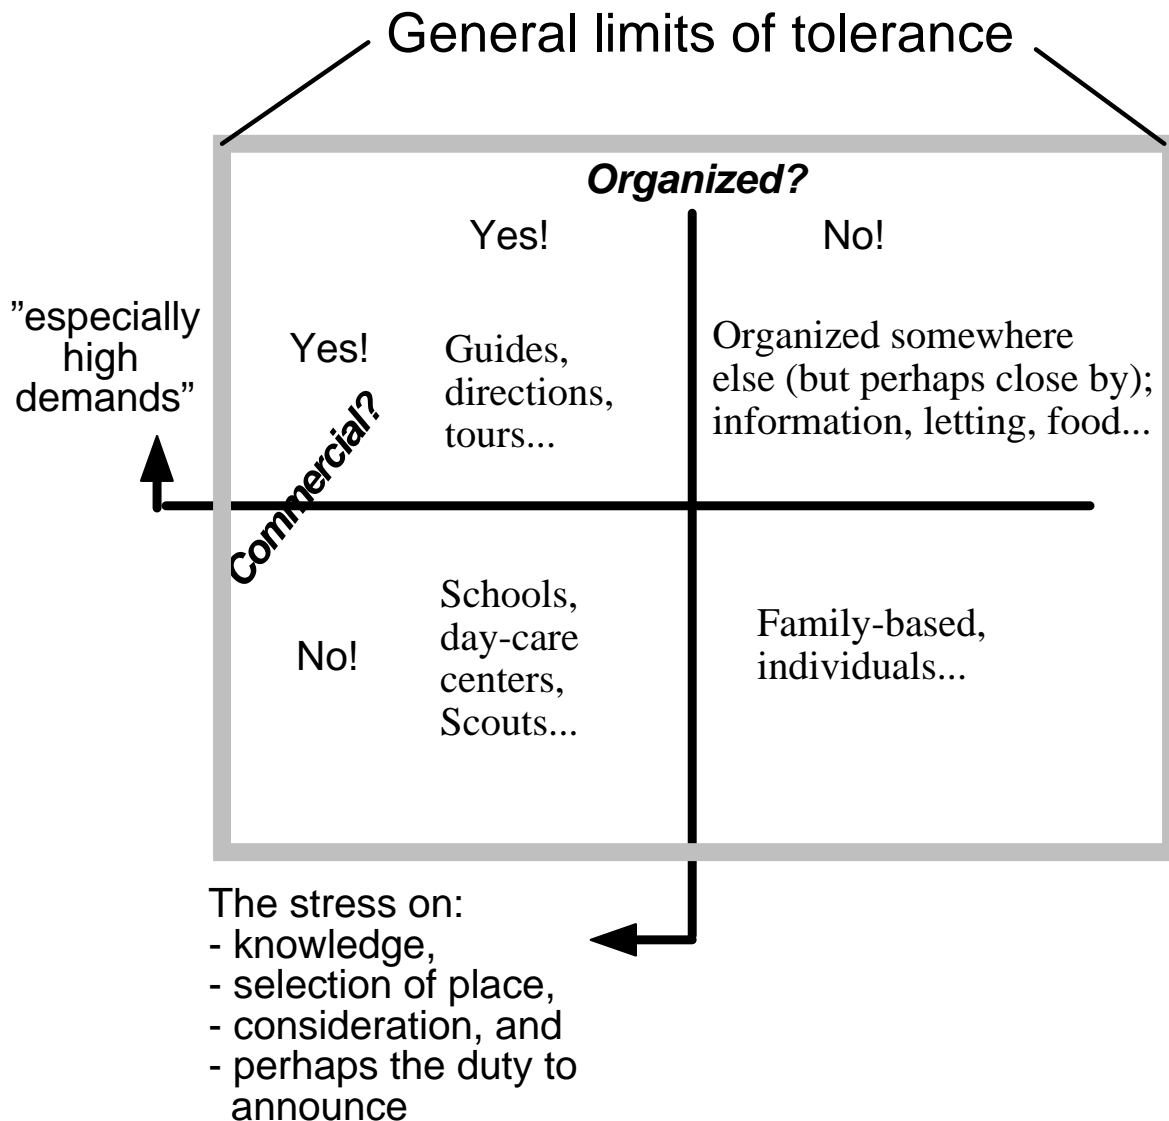 General limits of tolerance
Organized?
Yes!
No!
”especially
high
demands”
Yes!
Guides,
directions,
tours...
Organized somewhere
else (but perhaps close by);
information, letting, food...
Commercial?
No!
Schools,
day-care
centers,
Scouts...
Family-based,
individuals...
The stress on:
- knowledge,
- selection of place,
- consideration, and
- perhaps the duty to
announce